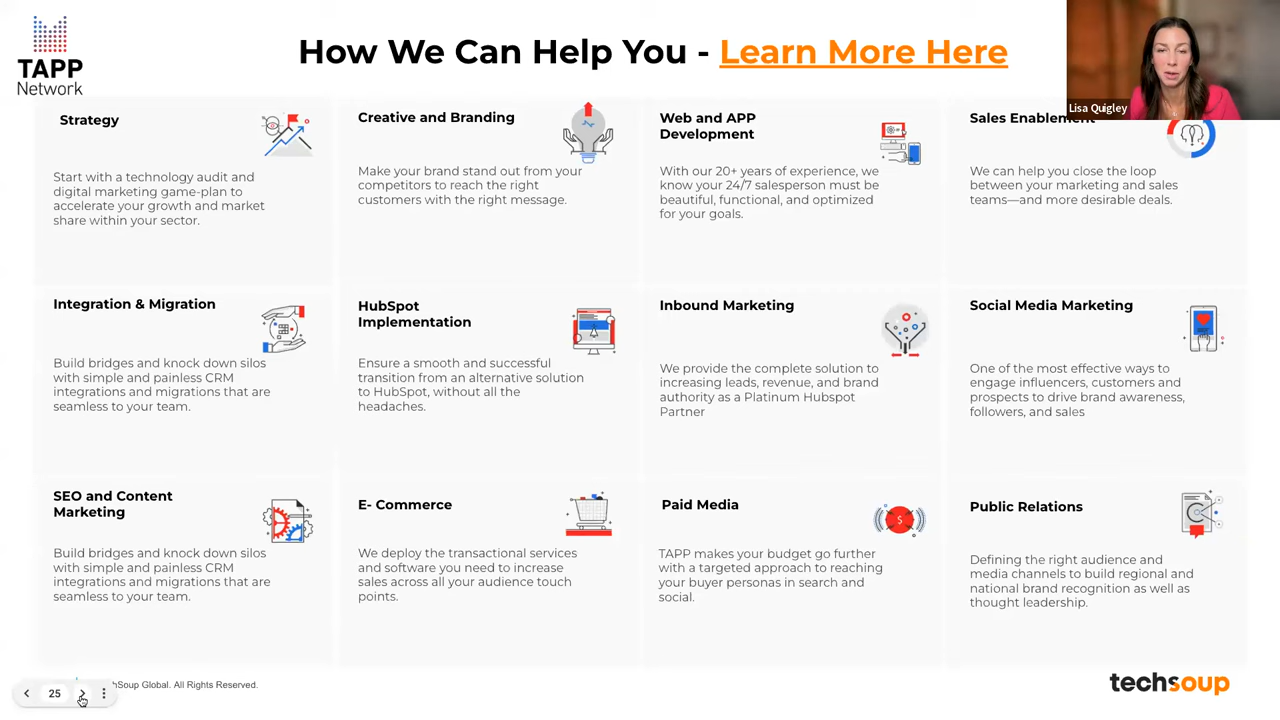 TAPP
Network
How We Can Help You - Learn More Here
Lisa Quigley
Strategy
Start with a technology audit and
digital marketing game-plan to
accelerate your growth and market
share within your sector.
Creative and Branding
Make your brand stand out from your
competitors to reach the right
customers with the right message.
Web and APP
Development
With our 20+ years of experience, we
know your 24/7 salesperson must be
beautiful, functional, and optimized
for your goals.
Sales Enablement
We can help you close the loop
between your marketing and sales
teams—and more desirable deals.
Integration & Migration
Build bridges and knock down silos
with simple and painless CRM
integrations and migrations that are
seamless to your team.
HubSpot
Implementation
Ensure a smooth and successful
transition from an alternative solution
to HubSpot, without all the
headaches.
Inbound Marketing
We provide the complete solution to
increasing leads, revenue, and brand
authority as a Platinum Hubspot
Partner
Social Media Marketing
One of the most effective ways to
engage influencers, customers and
prospects to drive brand awareness,
followers, and sales
SEO and Content
Marketing
Build bridges and knock down silos
with simple and painless CRM
integrations and migrations that are
seamless to your team.
E- Commerce
We deploy the transactional services
and software you need to increase
sales across all your audience touch
points.
Paid Media
TAPP makes your budget go further
with a targeted approach to reaching
your buyer personas in search and
social.
Public Relations
Defining the right audience and
media channels to build regional and
national brand recognition as well as
thought leadership.
25
hSoup Global. All Rights Reserved.
techsoup